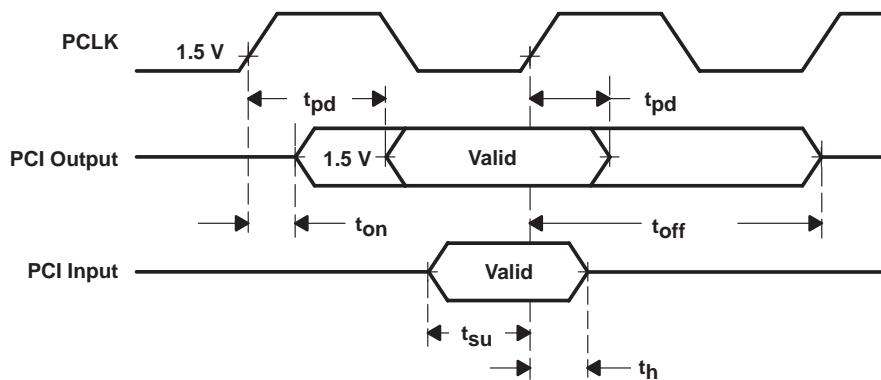 PCLK
1.5 V
tpd
tpd
PCI Output
1.5 V
Valid
ton
toff
PCI Input
Valid
tsu
th